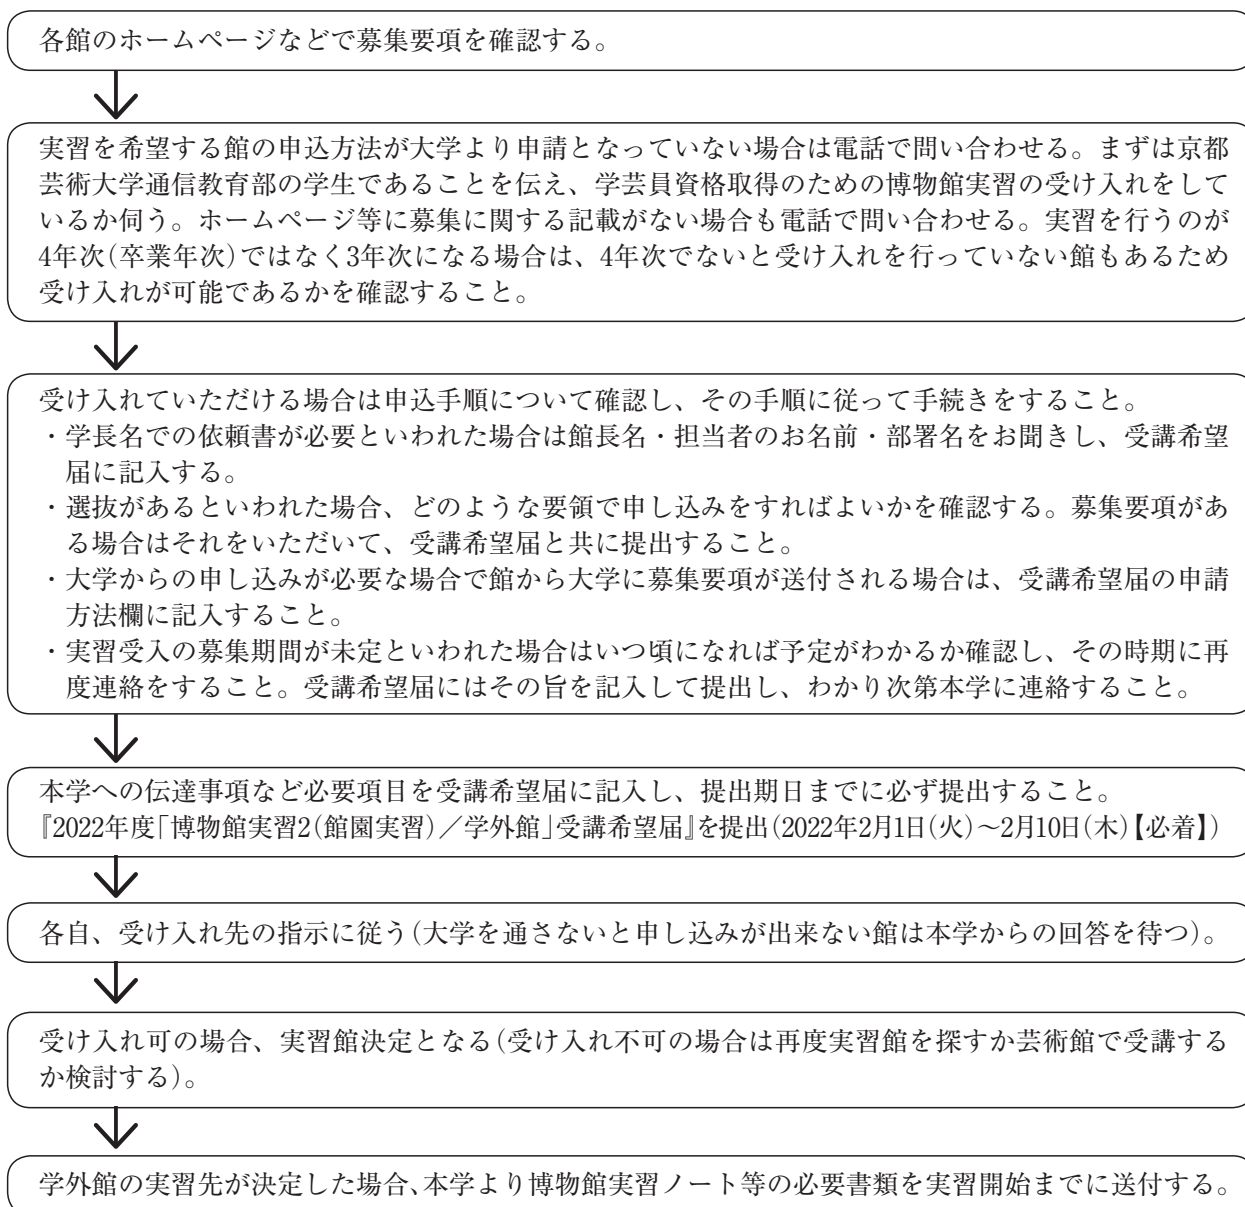 各館のホームページなどで募集要項を確認する。
実習を希望する館の申込方法が大学より申請となっていない場合は電話で問い合わせる。まずは京都
芸術大学通信教育部の学生であることを伝え、学芸員資格取得のための博物館実習の受け入れをして
いるか伺う。ホームページ等に募集に関する記載がない場合も電話で問い合わせる。実習を行うのが
4年次(卒業年次)ではなく3年次になる場合は、4年次でないと受け入れを行っていない館もあるため
受け入れが可能であるかを確認すること。
受け入れていただける場合は申込手順について確認し、その手順に従って手続きをすること。
・学長名での依頼書が必要といわれた場合は館長名・担当者のお名前・部署名をお聞きし、受講希望
届に記入する。
・選抜があるといわれた場合、どのような要領で申し込みをすればよいかを確認する。募集要項があ
る場合はそれをいただいて、受講希望届と共に提出すること。
・大学からの申し込みが必要な場合で館から大学に募集要項が送付される場合は、受講希望届の申請
方法欄に記入すること。
・実習受入の募集期間が未定といわれた場合はいつ頃になれば予定がわかるか確認し、その時期に再
度連絡をすること。受講希望届にはその旨を記入して提出し、わかり次第本学に連絡すること。
本学への伝達事項など必要項目を受講希望届に記入し、提出期日までに必ず提出すること。
『2022年度「博物館実習2(館園実習)/学外館」受講希望届』を提出(2022年2月1日(火)〜2月10日(木)【必着】)
各自、受け入れ先の指示に従う(大学を通さないと申し込みが出来ない館は本学からの回答を待つ)。
受け入れ可の場合、実習館決定となる(受け入れ不可の場合は再度実習館を探すか芸術館で受講する
か検討する)。
学外館の実習先が決定した場合、本学より博物館実習ノート等の必要書類を実習開始までに送付する。